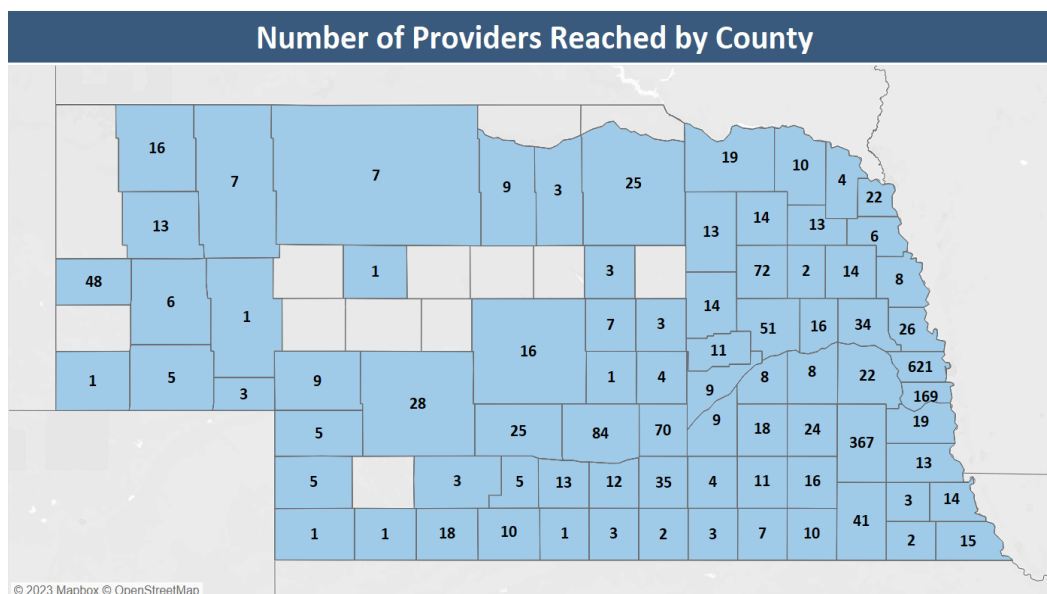 Number of Providers Reached by County
16 7 7 9 3 25 19 10 4
22
13 13 14 13
6
48 6 1 1 3 72 2 14 8
14
16 7 3 51 16 34 26
11
1 5 3 9 28 1 4 9 8 8 22 621
169
5 25 84 70 9 18 24 367 19
13
5 3 5 13 12 35 4 11 16
3 14
1 1 18 10 1 3 2 3 7 10 41
2 15
© 2023 Mapbox © OpenStreetMap